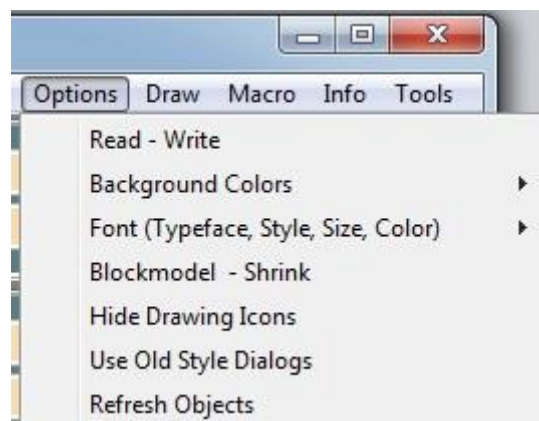 Options Draw Macro Info Tools
Read - Write
Background Colors
Font (Typeface, Style, Size, Color)
Blockmodel - Shrink
Hide Drawing Icons
Use Old Style Dialogs
Refresh Objects